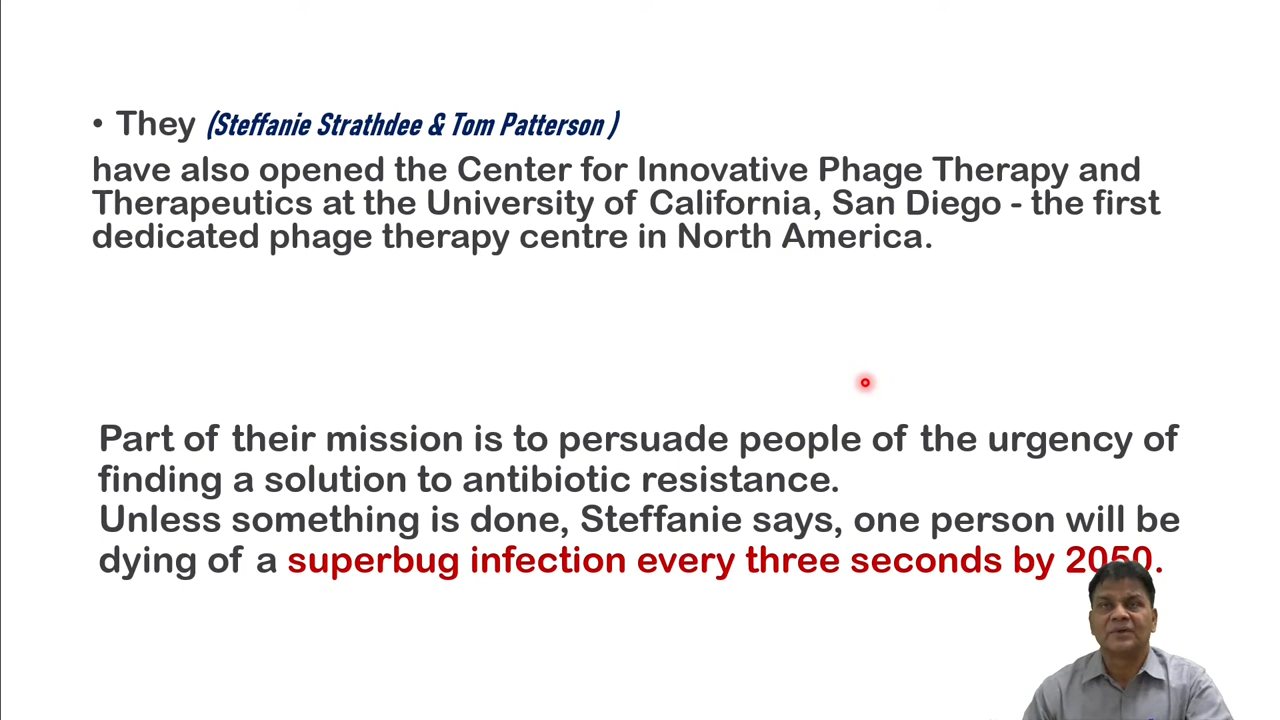 • They (Steffanie Strathdee & Tom Patterson )
have also opened the Center for Innovative Phage Therapy and
Therapeutics at the University of California, San Diego - the first
dedicated phage therapy centre in North America.
Part of their mission is to persuade people of the urgency of
finding a solution to antibiotic resistance.
Unless something is done, Steffanie says, one person will be
dying of a superbug infection every three seconds by 2050.